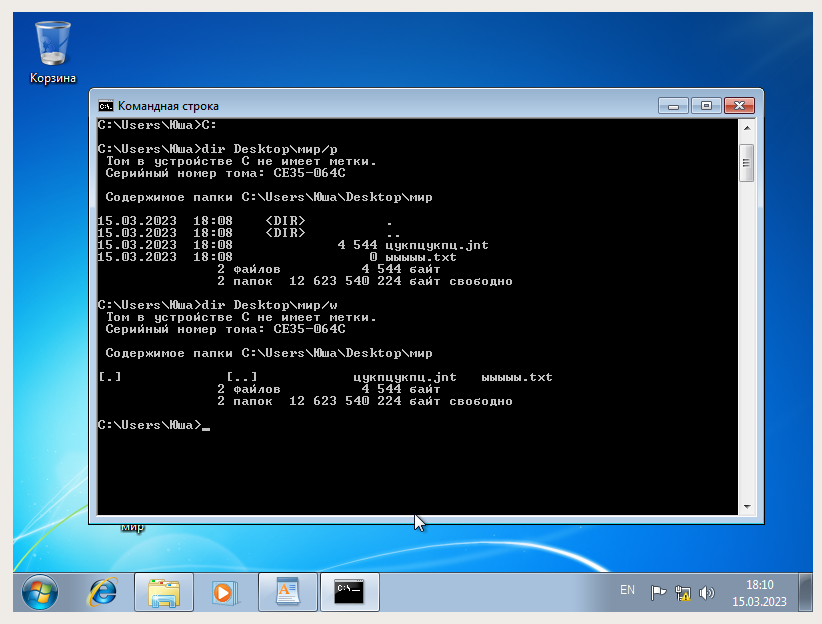 Корзина
Командная строка
C:\Users\Юша>C:
C:\Users\Юша>dir Desktop\мир/p
Том в устройстве C не имеет метки.
Серийный номер тома: CE35-064C
Содержимое папки C:\Users\Юша\Desktop\мир
15.03.2023  18:08    <DIR>          .
15.03.2023  18:08    <DIR>          ..
15.03.2023  18:08             4 544 цукпцукпц.jnt
15.03.2023  18:08                 0 ыыыыы.txt
2 файлов          4 544 байт
2 папок  12 623 540 224 байт свободно
C:\Users\Юша>dir Desktop\мир/w
Том в устройстве C не имеет метки.
Серийный номер тома: CE35-064C
Содержимое папки C:\Users\Юша\Desktop\мир
[.]             [..]            цукпцукпц.jnt   ыыыыы.txt
2 файлов          4 544 байт
2 папок  12 623 540 224 байт свободно
C:\Users\Юша>_
мир
EN
18:10
15.03.2023